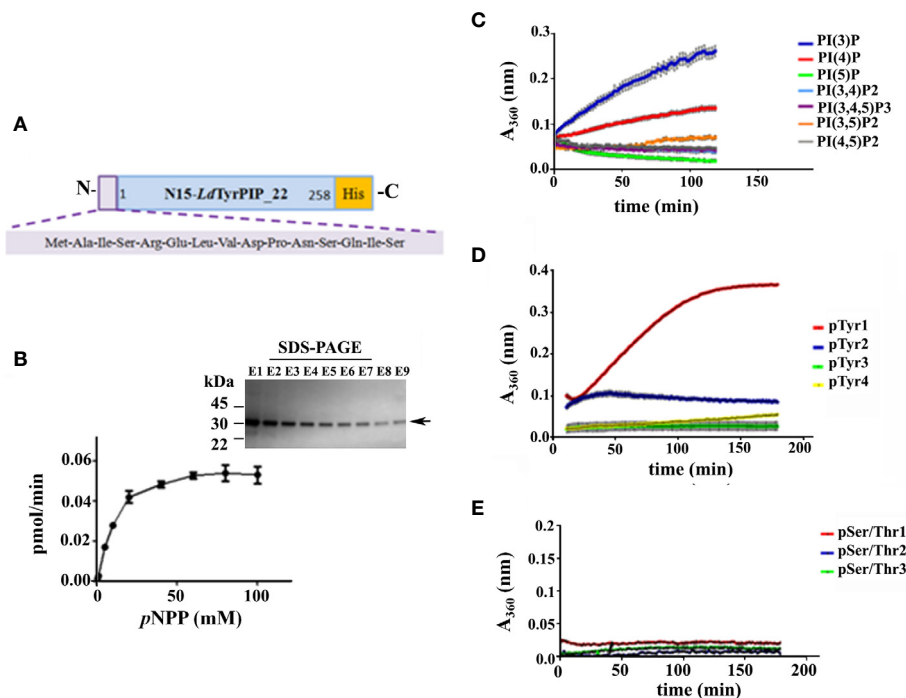 A
N-
1
N15-LdTyrPIP_22
258
His
-C
Met-Ala-Ile-Ser-Arg-Glu-Leu-Val-Asp-Pro-Asn-Ser-Gln-Ile-Ser
B
SDS-PAGE
E1 E2 E3 E4 E5 E6 E7 E8 E9
kDa
45
30
22
pmol/min
0.06
0.04
0.02
0.00
0
50
100
pNPP (mM)
C
A360 (nm)
0.3
0.2
0.1
0.0
0
50
100
150
time (min)
PI(3)P
PI(4)P
PI(5)P
PI(3,4)P2
PI(3,4,5)P3
PI(3,5)P2
PI(4,5)P2
D
A360 (nm)
0.4
0.3
0.2
0.1
0.0
0
50
100
150
200
time (min)
pTyr1
pTyr2
pTyr3
pTyr4
E
A360 (nm)
0.2
0.15
0.1
0.05
0.0
0
50
100
150
200
time (min)
pSer/Thr1
pSer/Thr2
pSer/Thr3